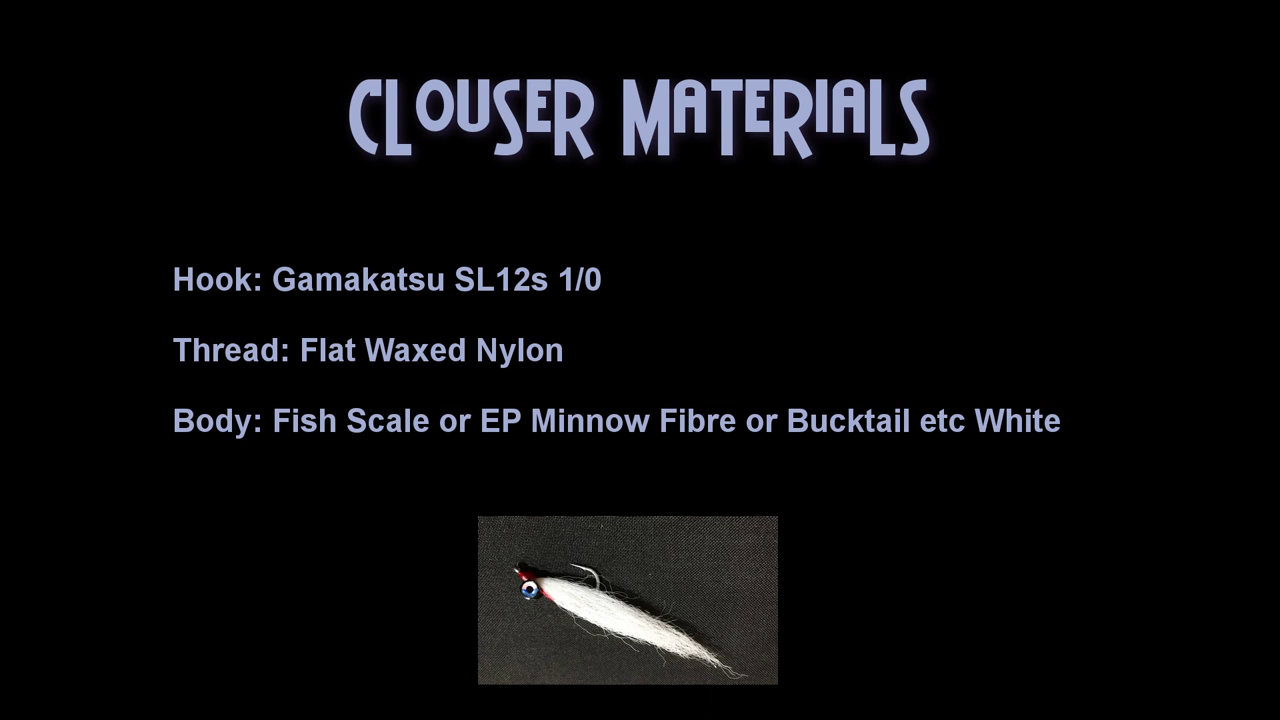 CLOUSER MATERIALS
Hook: Gamakatsu SL12s 1/0
Thread: Flat Waxed Nylon
Body: Fish Scale or EP Minnow Fibre or Bucktail etc White